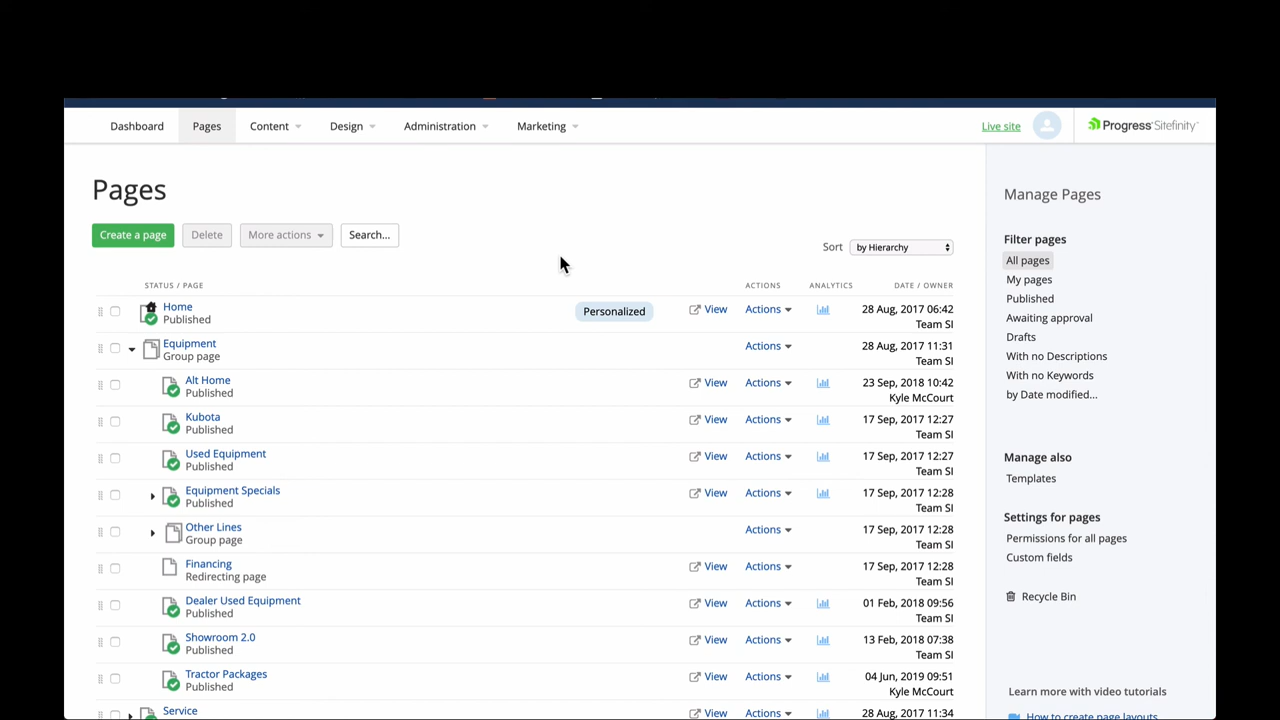 Dashboard Pages Content Design Administration Marketing Live site Progress Sitefinity
Pages
Create a page Delete More actions Search...
Sort by Hierarchy
STATUS / PAGE ACTIONS ANALYTICS DATE / OWNER
Home Personalized View Actions 28 Aug, 2017 06:42
Published Team SI
Equipment Actions 28 Aug, 2017 11:31
Group page Team SI
Alt Home View Actions 23 Sep, 2018 10:42
Published Kyle McCourt
Kubota View Actions 17 Sep, 2017 12:27
Published Team SI
Used Equipment View Actions 17 Sep, 2017 12:27
Published Team SI
Equipment Specials View Actions 17 Sep, 2017 12:28
Published Team SI
Other Lines Actions 17 Sep, 2017 12:28
Group page Team SI
Financing View Actions 17 Sep, 2017 12:28
Redirecting page Team SI
Dealer Used Equipment View Actions 01 Feb, 2018 09:56
Published Team SI
Showroom 2.0 View Actions 13 Feb, 2018 07:38
Published Team SI
Tractor Packages View Actions 04 Jun, 2019 09:51
Published Kyle McCourt
Service View Actions 28 Aug, 2017 11:34
Manage Pages
Filter pages
All pages
My pages
Published
Awaiting approval
Drafts
With no Descriptions
With no Keywords
by Date modified...
Manage also
Templates
Settings for pages
Permissions for all pages
Custom fields
Recycle Bin
Learn more with video tutorials
How to create page layouts